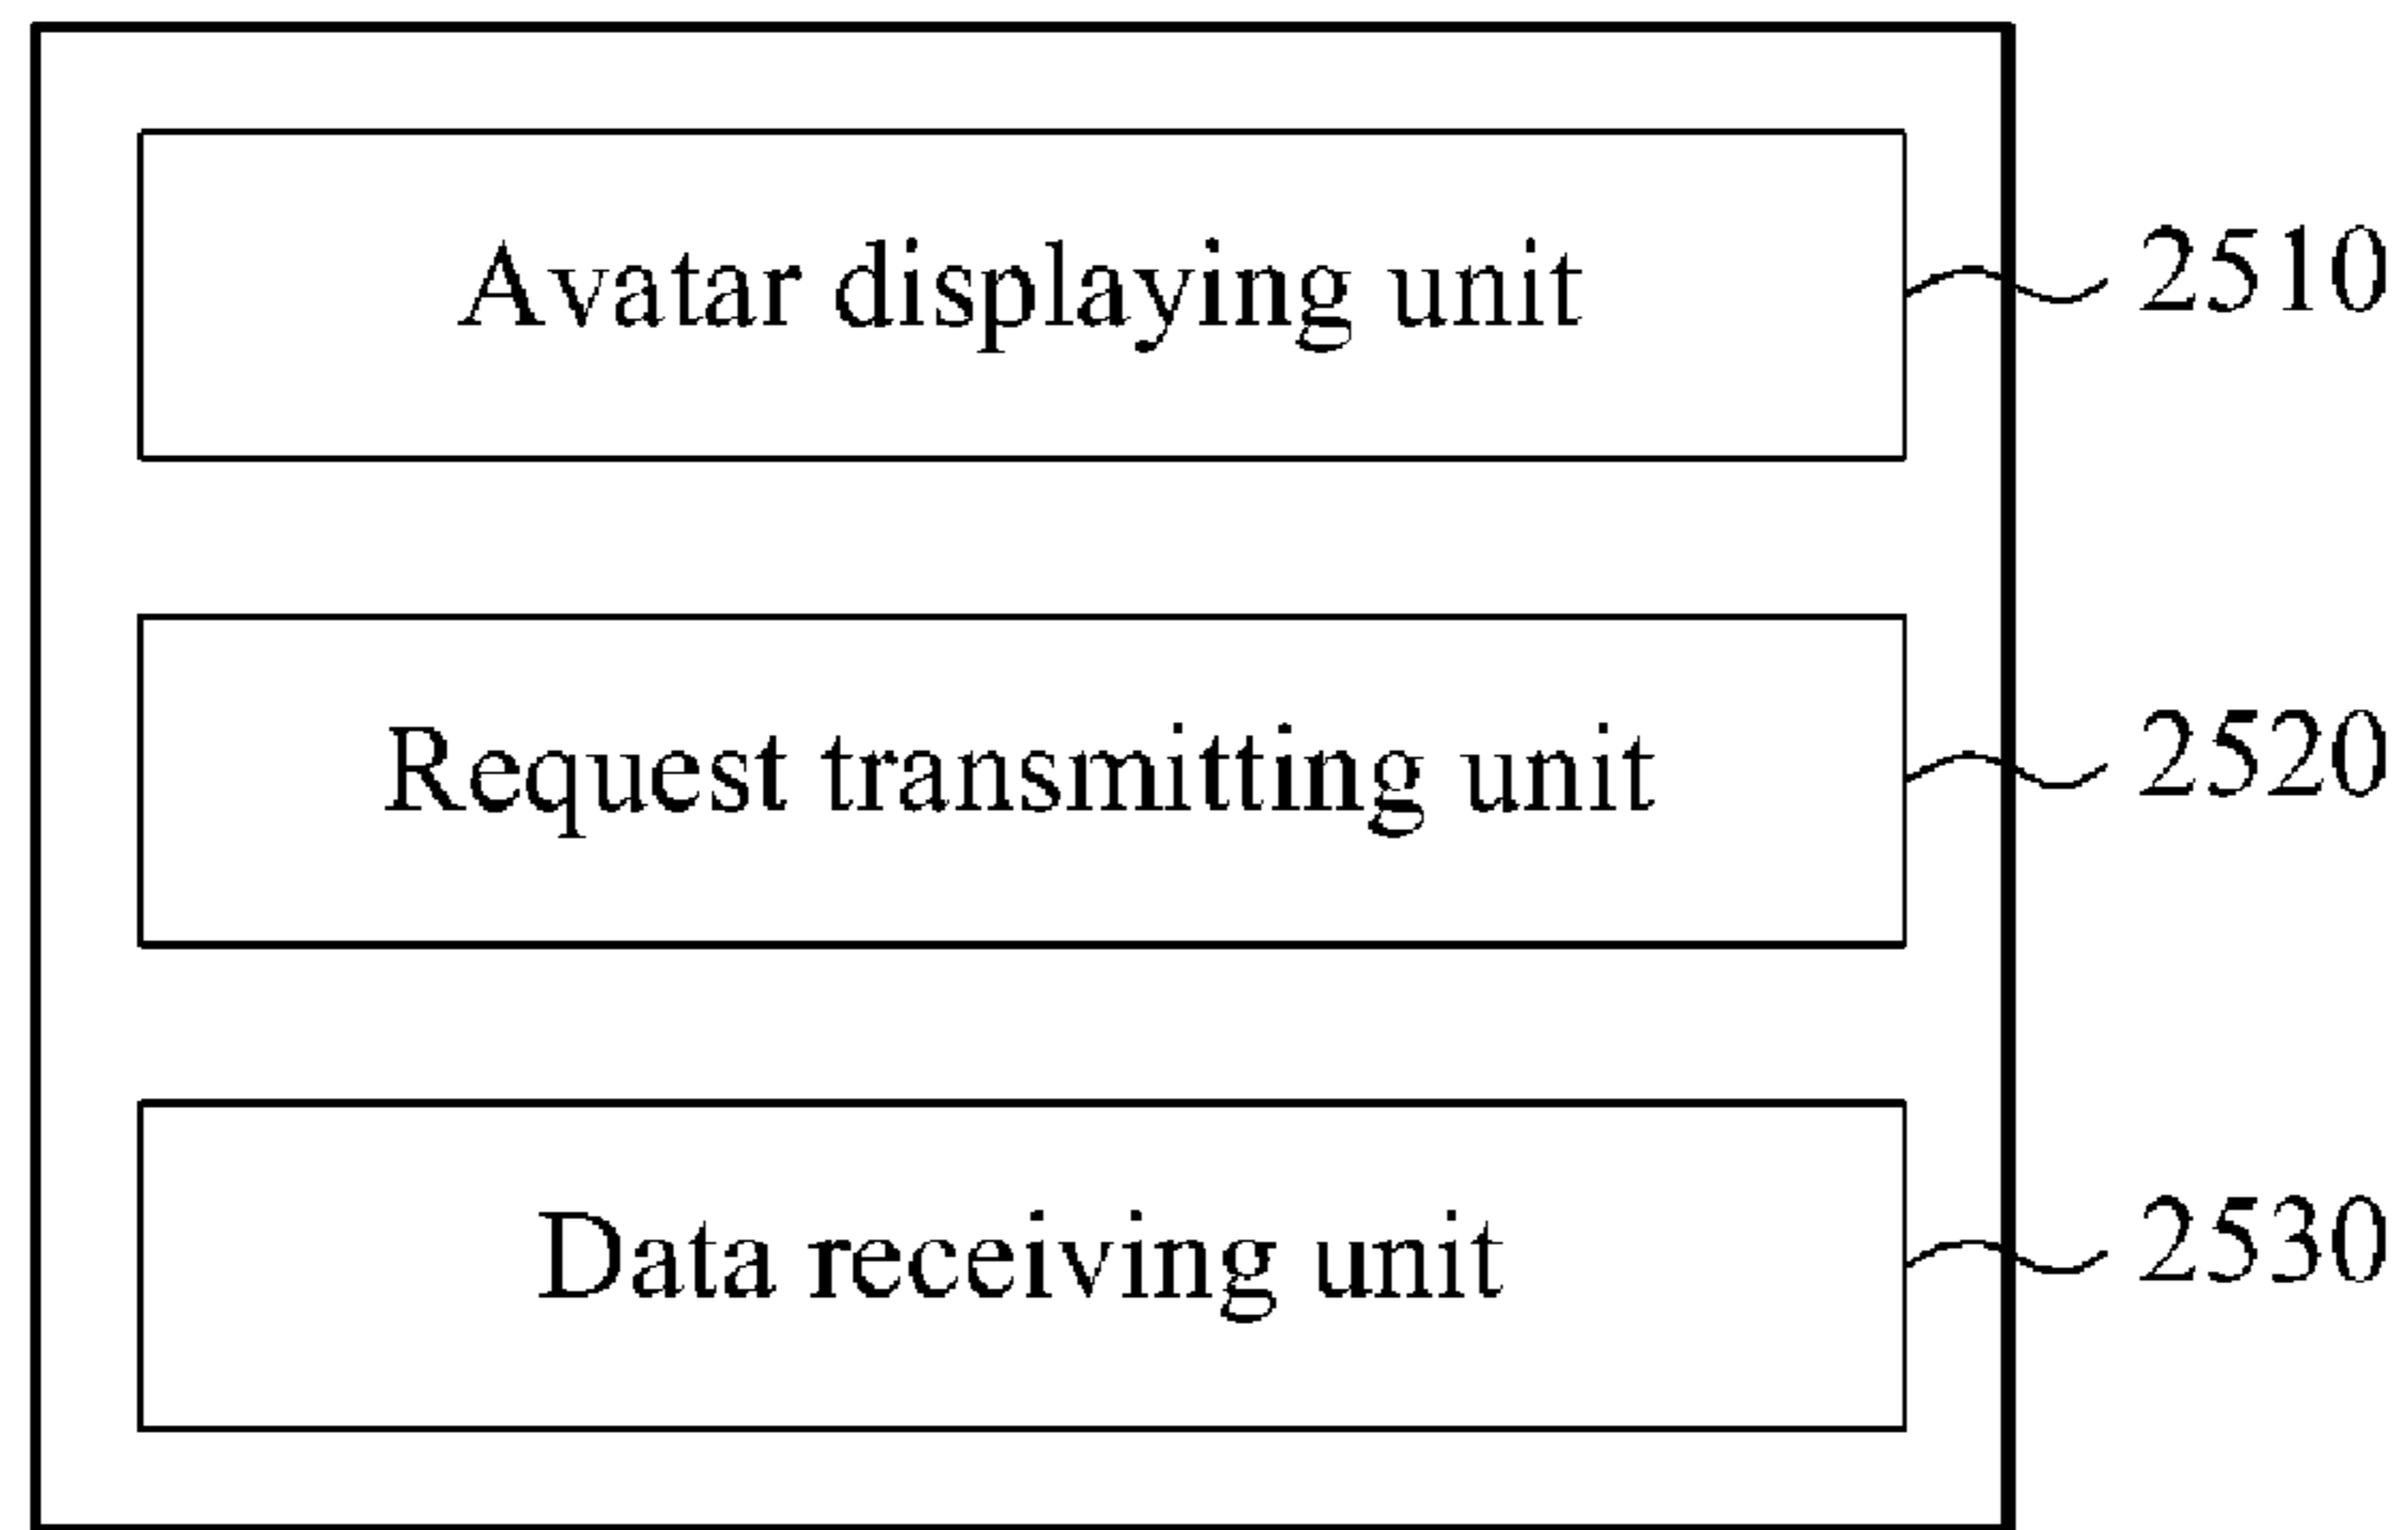 Avatar displaying unit 2510
Request transmitting unit 2520
Data receiving unit 2530